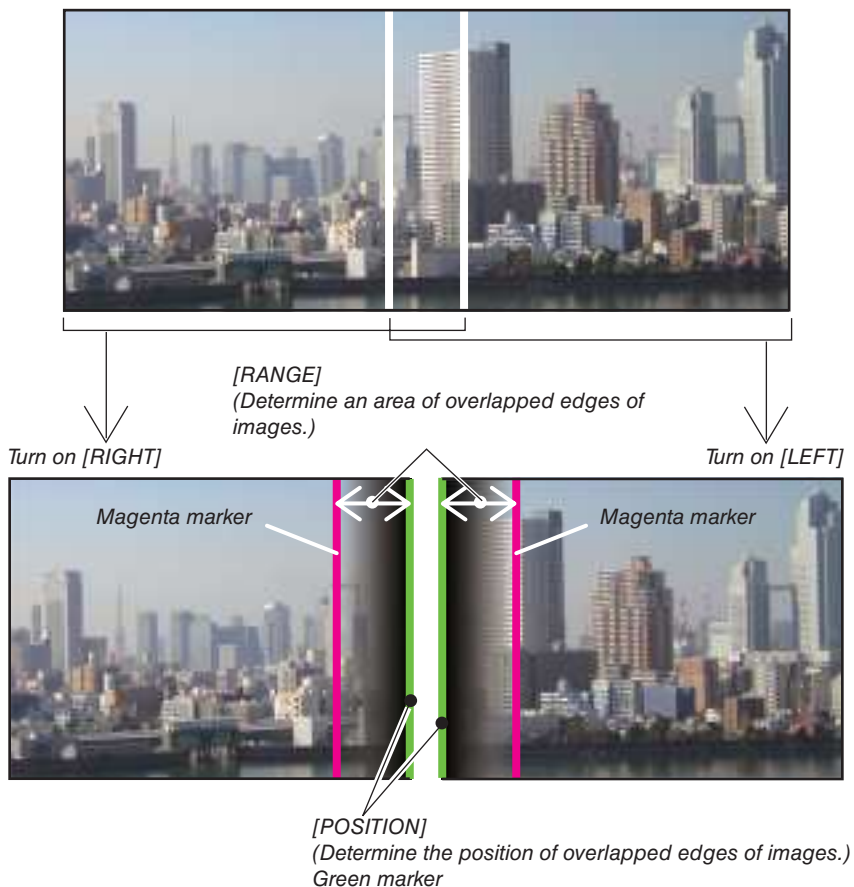 [RANGE]
(Determine an area of overlapped edges of
images.)
Turn on [RIGHT]
Turn on [LEFT]
Magenta marker
Magenta marker
[POSITION]
(Determine the position of overlapped edges of images.)
Green marker